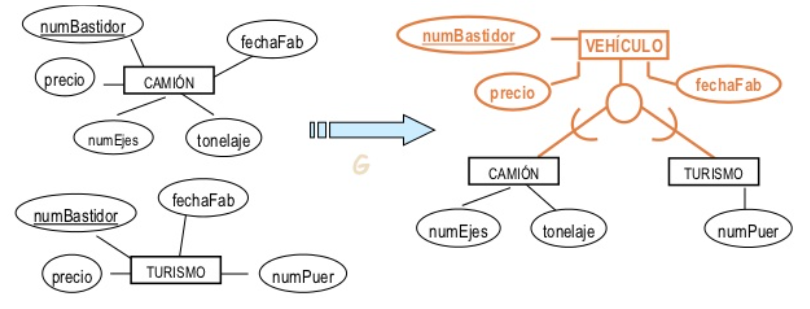 numBastidor
fechaFab
precio
CAMIÓN
numEjes
tonelaje
numBastidor
fechaFab
precio
TURISMO
numPuer
G
numBastidor
VEHÍCULO
precio
fechaFab
CAMIÓN
TURISMO
numEjes
tonelaje
numPuer